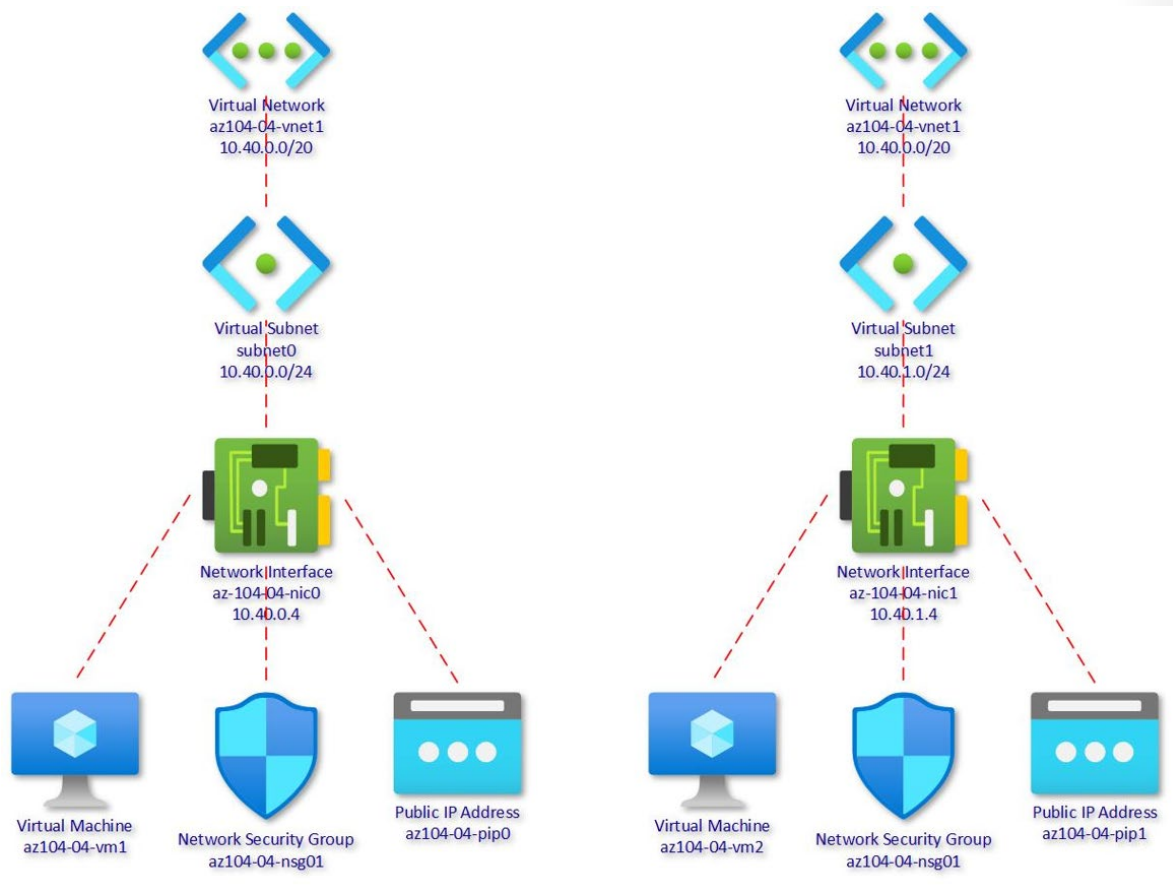 Virtual Network
az104-04-vnet1
10.40.0.0/20
Virtual Subnet
subnet0
10.40.0.0/24
Network Interface
az-104-04-nic0
10.40.0.4
Virtual Machine
az104-04-vm1
Network Security Group
az104-04-nsg01
Public IP Address
az104-04-pip0
Virtual Network
az104-04-vnet1
10.40.0.0/20
Virtual Subnet
subnet1
10.40.1.0/24
Network Interface
az-104-04-nic1
10.40.1.4
Virtual Machine
az104-04-vm2
Network Security Group
az104-04-nsg01
Public IP Address
az104-04-pip1